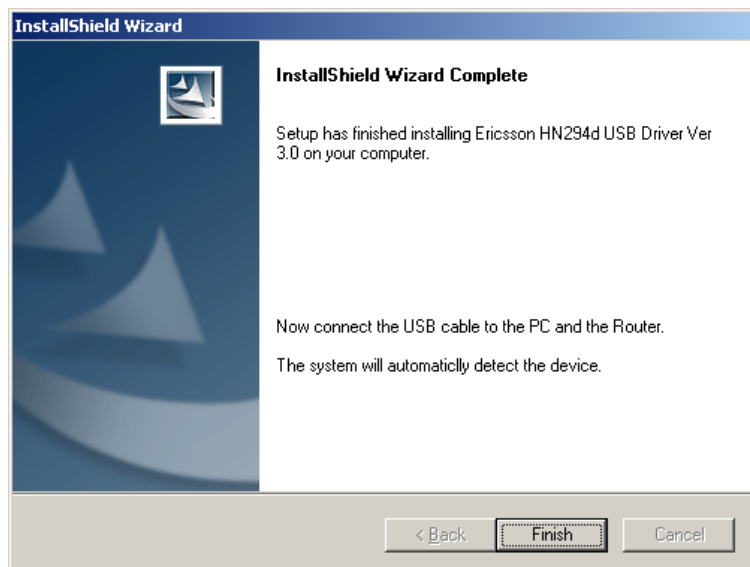 InstallShield Wizard
InstallShield Wizard Complete
Setup has finished installing Ericsson HN294d USB Driver Ver
3.0 on your computer.
Now connect the USB cable to the PC and the Router.
The system will automaticlly detect the device.
< Back
Finish
Cancel